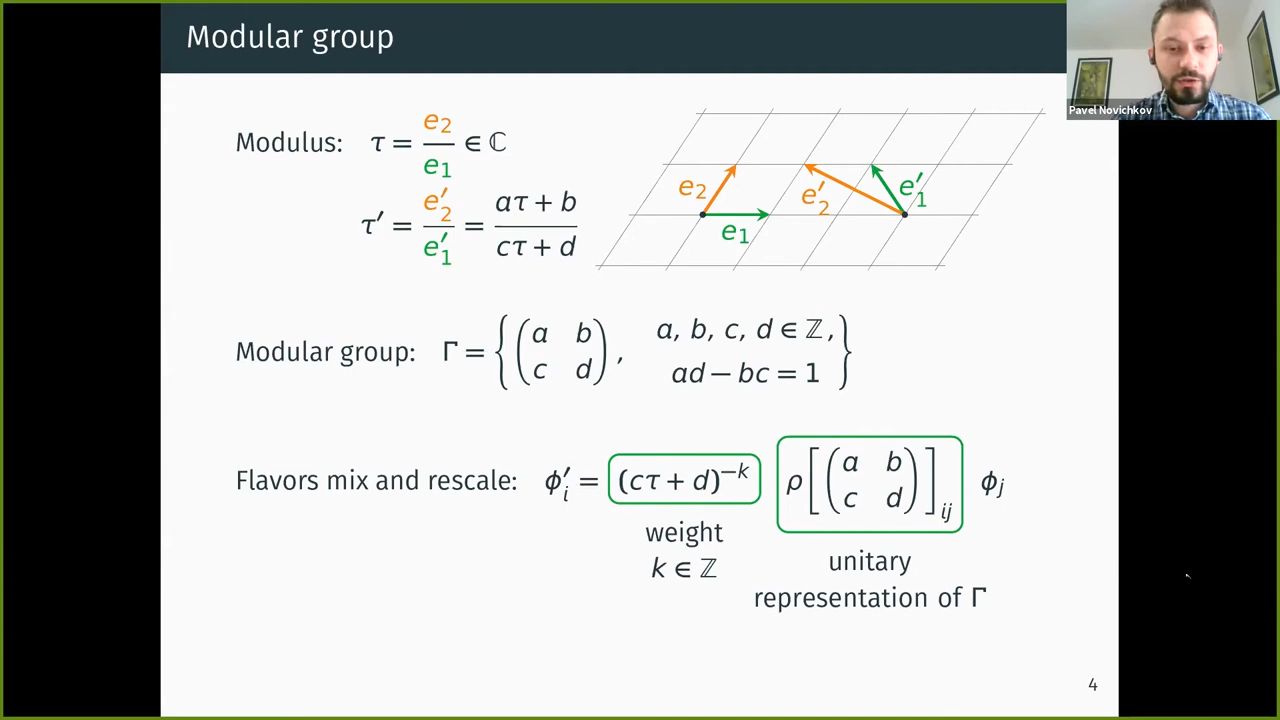 Modular group
Pavel Novichkov
Modulus: τ = e₂/e₁ ∈ ℂ
τ′ = e′₂/e′₁ = (aτ + b)/(cτ + d)
e₂
e₁
e′₂
e′₁
Modular group: Γ = { (a b; c d), a, b, c, d ∈ ℤ, ad − bc = 1 }
Flavors mix and rescale: ϕ′ᵢ = (cτ + d)⁻ᵏ ρ[(a b; c d)]ᵢⱼ ϕⱼ
weight
k ∈ ℤ
unitary
representation of Γ
4